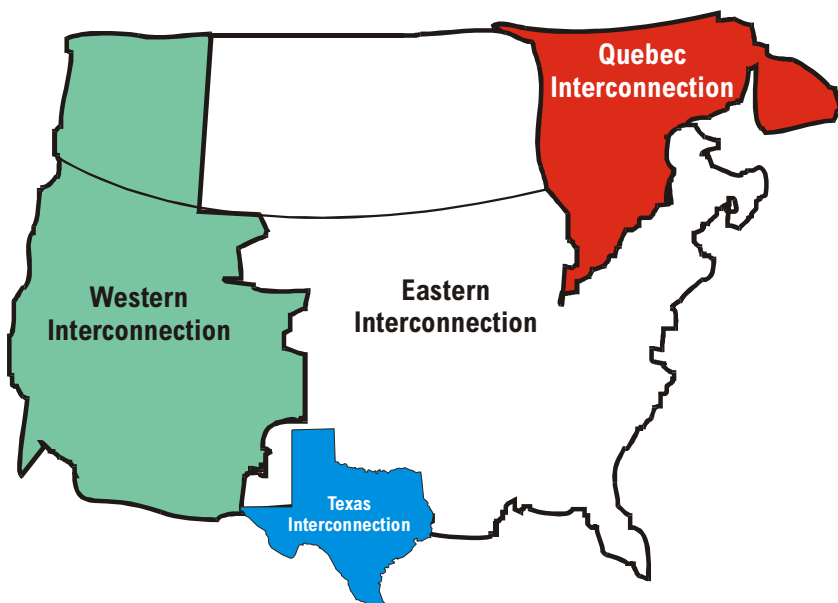 Quebec
Interconnection
Western
Interconnection
Eastern
Interconnection
Texas
Interconnection